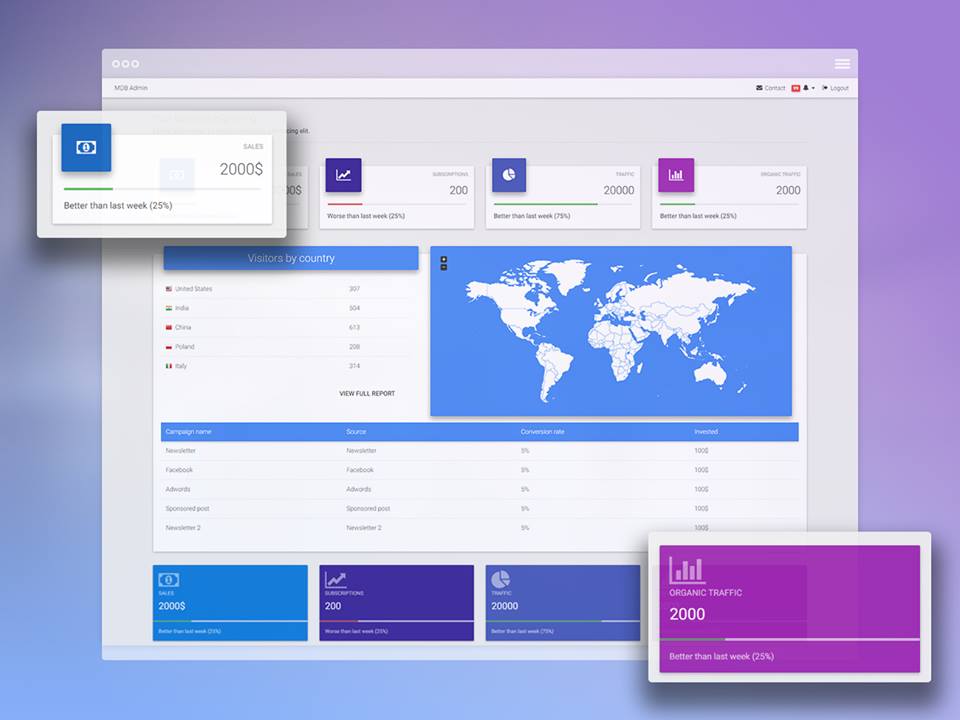 MDB Admin
Contact
Logout
cing elit.
SALES
2000$
Better than last week (25%)
SUBSCRIPTIONS
200
Worse than last week (25%)
TRAFFIC
20000
Better than last week (75%)
ORGANIC TRAFFIC
2000
Better than last week (25%)
Visitors by country
United States 307
India 504
China 613
Poland 208
Italy 314
VIEW FULL REPORT
Campaign name Source Conversion rate Invested
Newsletter Newsletter 5% 100$
Facebook Facebook 5% 100$
Adwords Adwords 5% 100$
Sponsored post Sponsored post 5% 100$
Newsletter 2 Newsletter 2 5% 100$
SALES
2000$
Better than last week (25%)
SUBSCRIPTIONS
200
Worse than last week (25%)
TRAFFIC
20000
Better than last week (75%)
ORGANIC TRAFFIC
2000
Better than last week (25%)